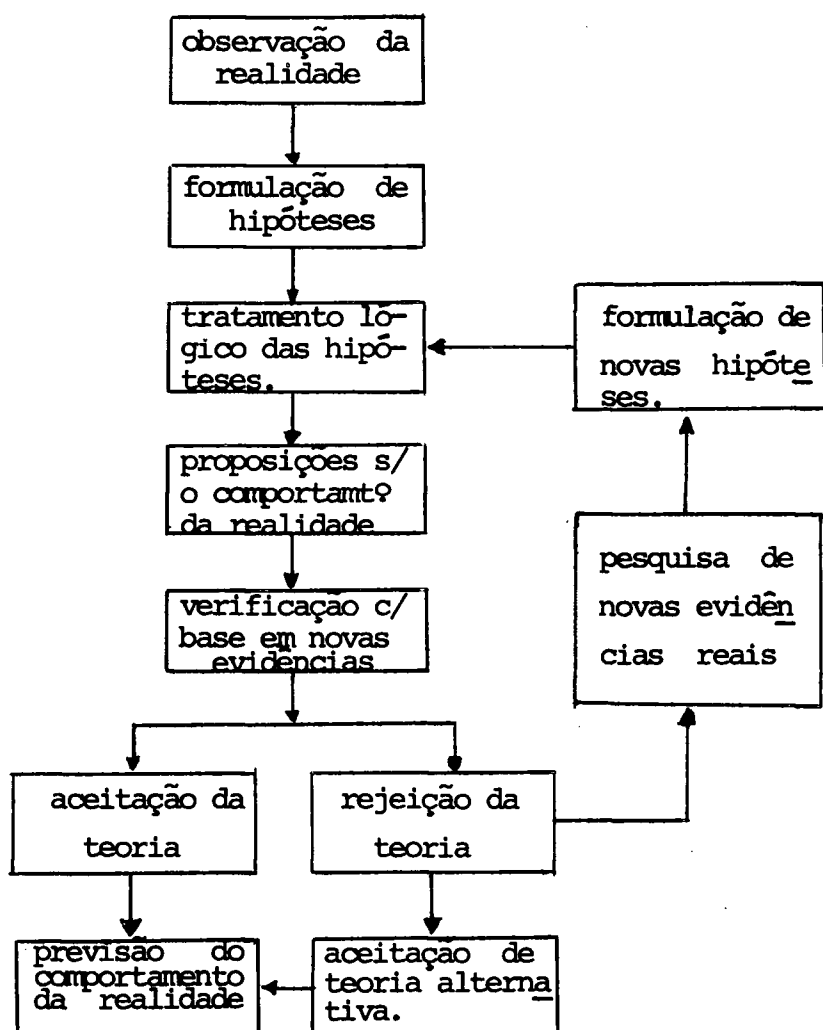 observação da
realidade
formulação de
hipóteses
tratamento ló-
gico das hipó-
teses.
formulação de
novas hipóte
ses.
proposições s/
o comportamtº
da realidade
verificação c/
base em novas
evidências
pesquisa de
novas evidên
cias reais
aceitação da
teoria
rejeição da
teoria
previsão do
comportamento
da realidade
aceitação de
teoria alterna
tiva.